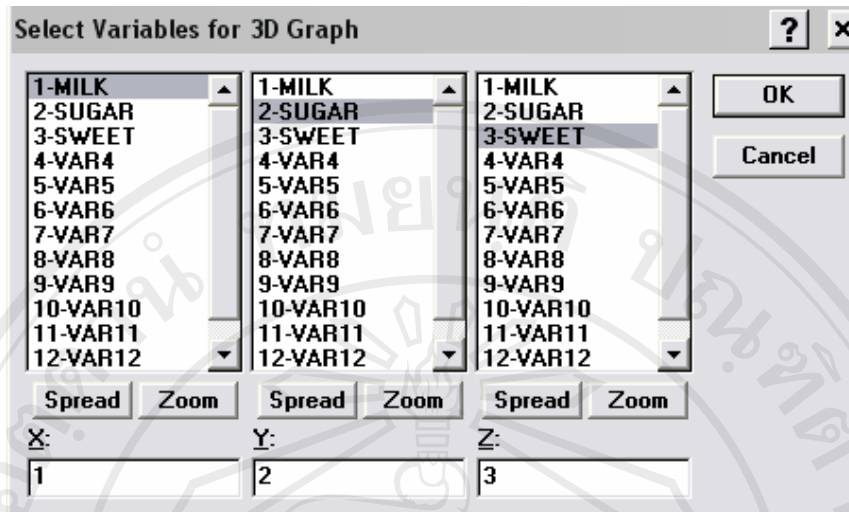 Select Variables for 3D Graph
?
1-MILK
2-SUGAR
3-SWEET
4-VAR4
5-VAR5
6-VAR6
7-VAR7
8-VAR8
9-VAR9
10-VAR10
11-VAR11
12-VAR12
1-MILK
2-SUGAR
3-SWEET
4-VAR4
5-VAR5
6-VAR6
7-VAR7
8-VAR8
9-VAR9
10-VAR10
11-VAR11
12-VAR12
1-MILK
2-SUGAR
3-SWEET
4-VAR4
5-VAR5
6-VAR6
7-VAR7
8-VAR8
9-VAR9
10-VAR10
11-VAR11
12-VAR12
OK
Cancel
Spread Zoom Spread Zoom Spread Zoom
X: Y: Z:
1 2 3